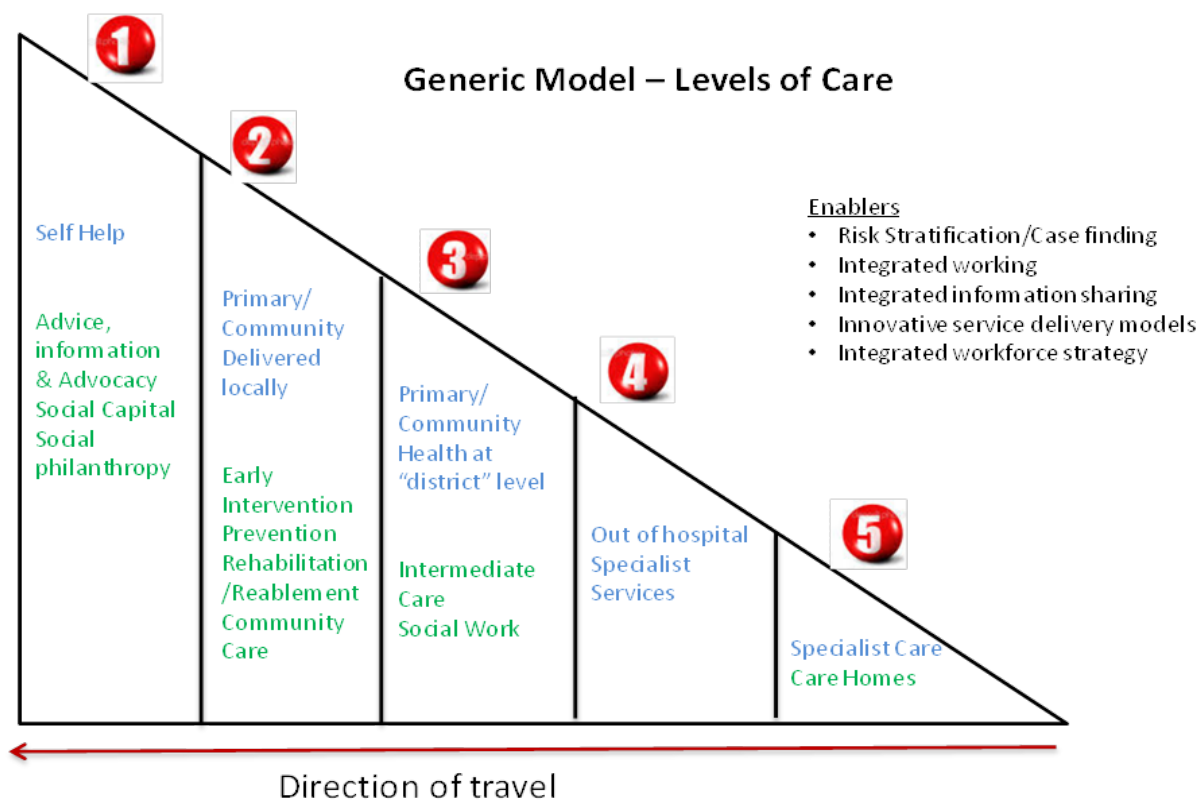 Generic Model – Levels of Care
1
2
3
4
5
Self Help
Advice,
information
& Advocacy
Social Capital
Social
philanthropy
Primary/
Community
Delivered
locally
Early
Intervention
Prevention
Rehabilitation
/Reablement
Community
Care
Primary/
Community
Health at
“district” level
Intermediate
Care
Social Work
Out of hospital
Specialist
Services
Specialist Care
Care Homes
Enablers
• Risk Stratification/Case finding
• Integrated working
• Integrated information sharing
• Innovative service delivery models
• Integrated workforce strategy
Direction of travel